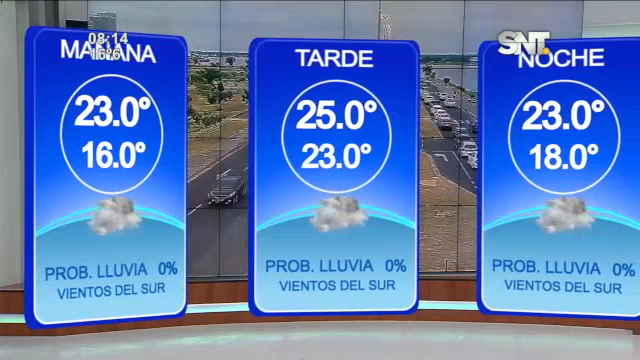 08:14
16º6
SNT.
MAÑANA
23.0°
16.0°
PROB. LLUVIA 0%
VIENTOS DEL SUR
TARDE
25.0°
23.0°
PROB. LLUVIA 0%
VIENTOS DEL SUR
NOCHE
23.0°
18.0°
PROB. LLUVIA 0%
VIENTOS DEL SUR